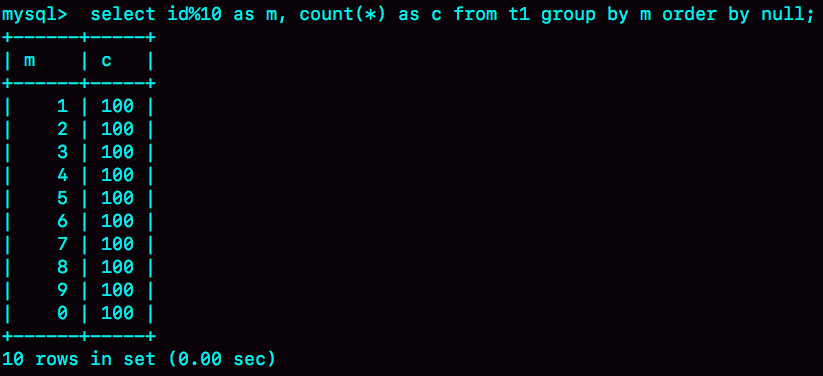 mysql>  select id%10 as m, count(*) as c from t1 group by m order by null;
+------+-----+
| m    | c   |
+------+-----+
|    1 | 100 |
|    2 | 100 |
|    3 | 100 |
|    4 | 100 |
|    5 | 100 |
|    6 | 100 |
|    7 | 100 |
|    8 | 100 |
|    9 | 100 |
|    0 | 100 |
+------+-----+
10 rows in set (0.00 sec)